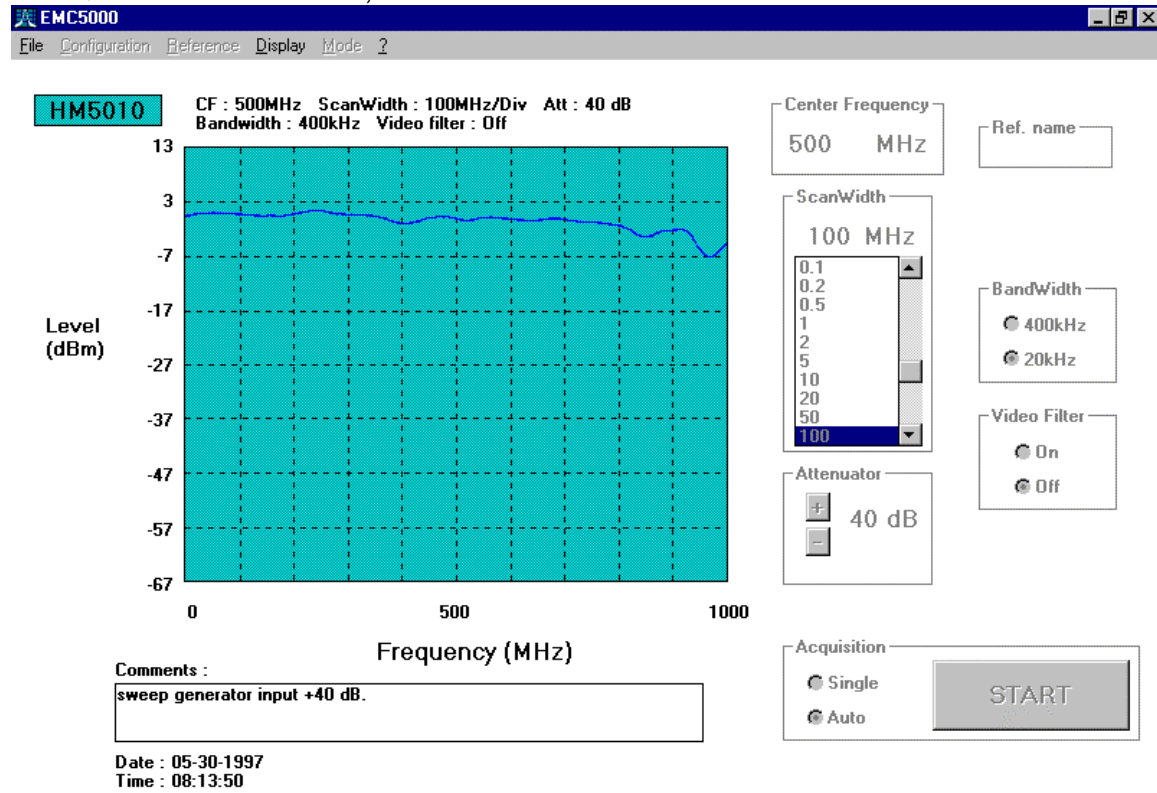 EMC5000
File Configuration Reference Display Mode ?
HM5010
CF : 500MHz ScanWidth : 100MHz/Div Att : 40 dB
Bandwidth : 400kHz Video filter : Off
13
3
-7
-17
-27
-37
-47
-57
-67
Level
(dBm)
0 500 1000
Frequency (MHz)
Comments :
sweep generator input +40 dB.
Date : 05-30-1997
Time : 08:13:50
Center Frequency
500 MHz
Ref. name
ScanWidth
100 MHz
0.1
0.2
0.5
1
2
5
10
20
50
100
BandWidth
400kHz
20kHz
Video Filter
On
Off
Attenuator
+
40 dB
-
Acquisition
Single
Auto
START